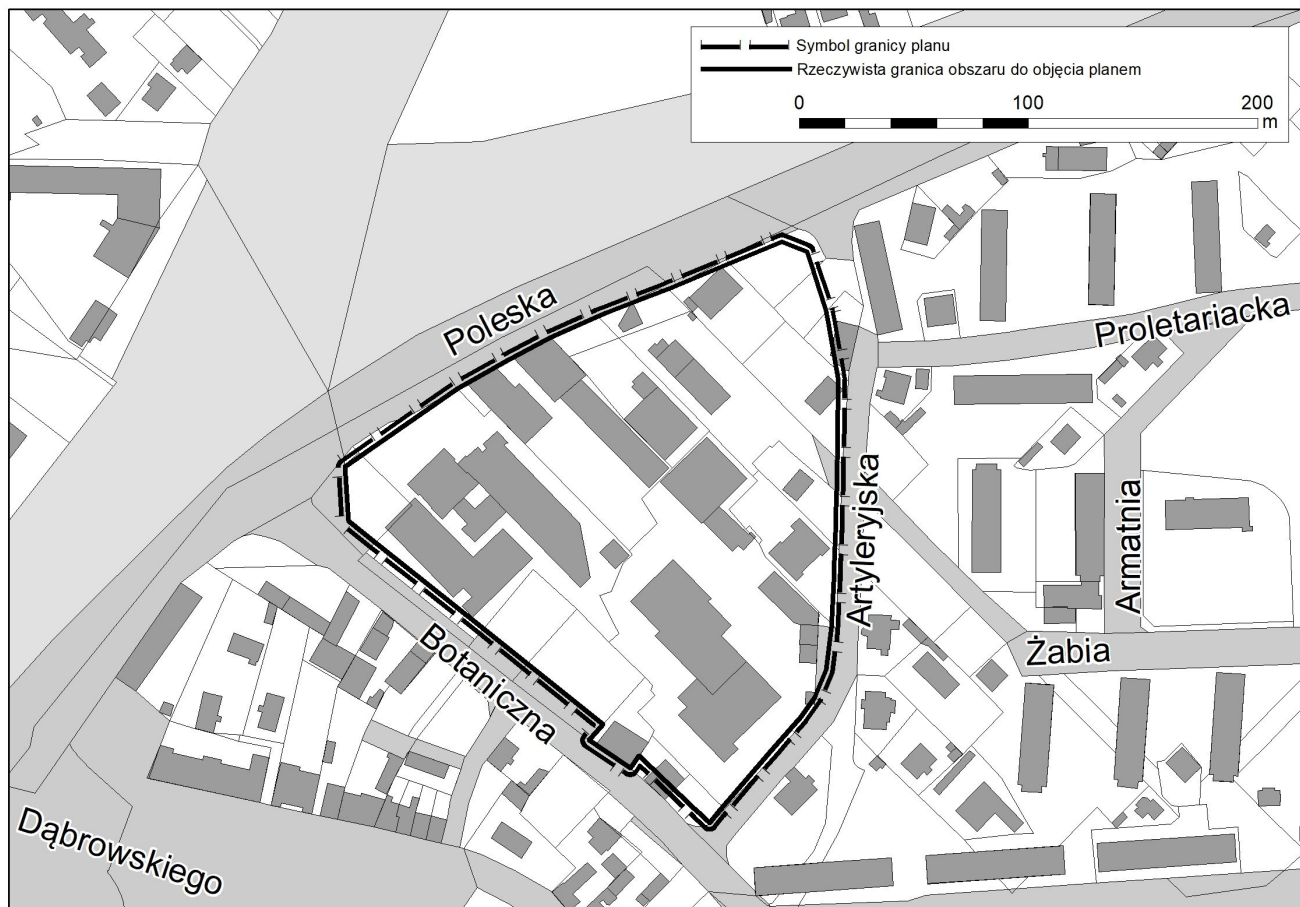 Symbol granicy planu
Rzeczywista granica obszaru do objęcia planem
0 100 200
m
Poleska
Proletariacka
Artyleryjska
Armatnia
Żabia
Botaniczna
Dąbrowskiego